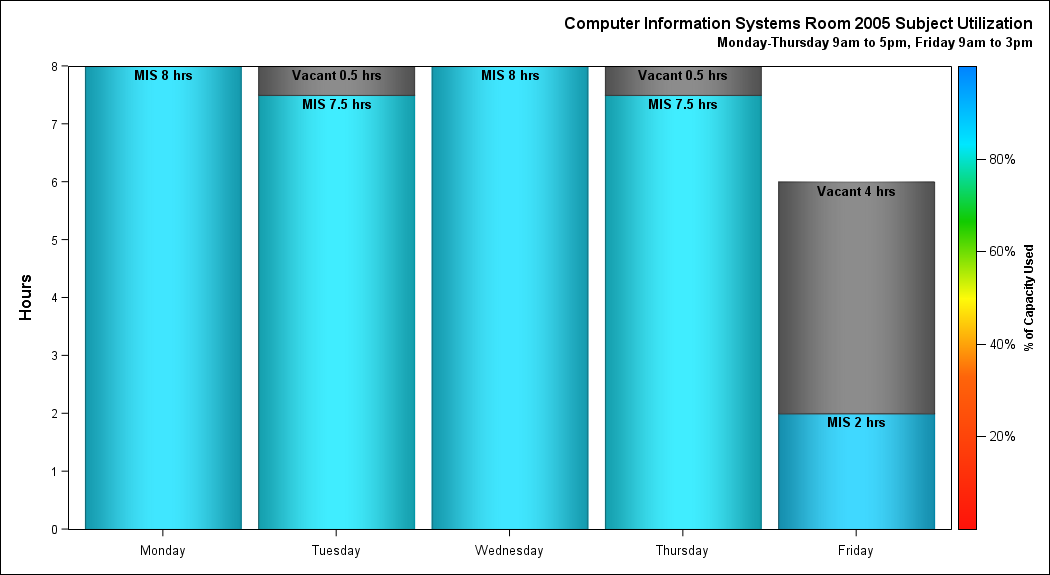 Computer Information Systems Room 2005 Subject Utilization
Monday-Thursday 9am to 5pm, Friday 9am to 3pm
MIS 8 hrs
Vacant 0.5 hrs
MIS 7.5 hrs
MIS 8 hrs
Vacant 0.5 hrs
MIS 7.5 hrs
Vacant 4 hrs
MIS 2 hrs
Hours
8
7
6
5
4
3
2
1
0
Monday
Tuesday
Wednesday
Thursday
Friday
80%
60%
40%
20%
% of Capacity Used